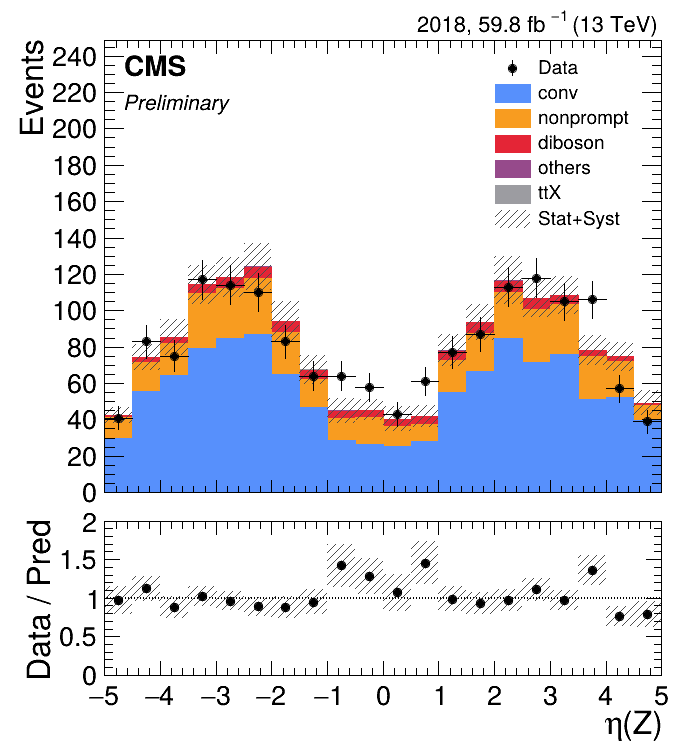 2018, 59.8 fb⁻¹ (13 TeV)
Events
240
220
200
180
160
140
120
100
80
60
40
20
0
CMS
Preliminary
Data
conv
nonprompt
diboson
others
ttX
Stat+Syst
Data / Pred
2
1.5
1
0.5
0
−5 −4 −3 −2 −1 0 1 2 3 4 5
η(Z)